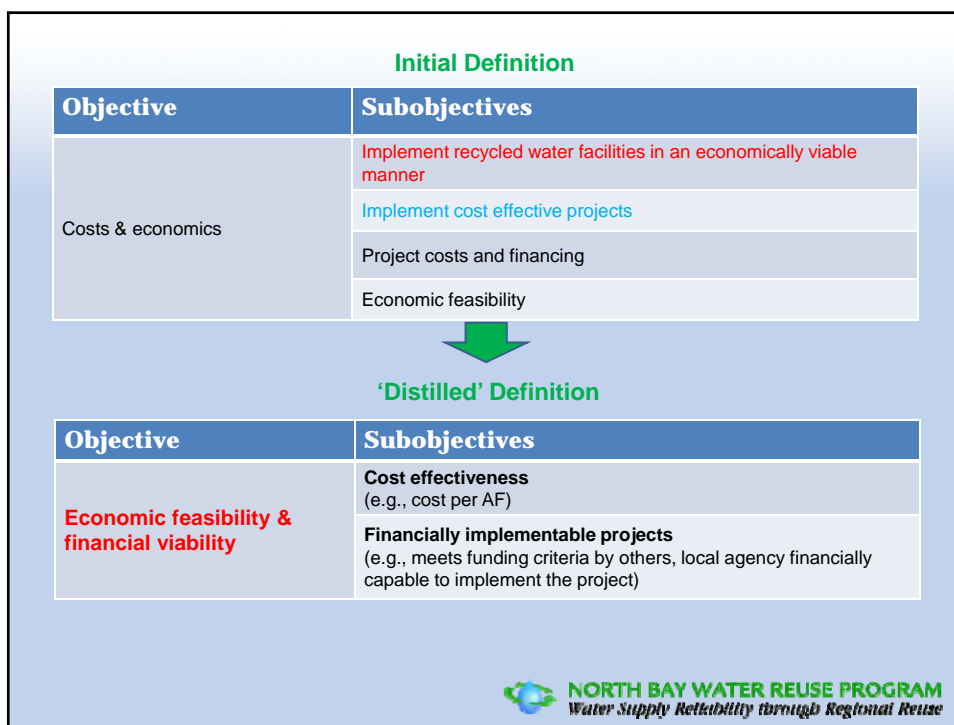 Initial Definition
Objective
Subobjectives
Costs & economics
Implement recycled water facilities in an economically viable
manner
Implement cost effective projects
Project costs and financing
Economic feasibility
‘Distilled’ Definition
Objective
Subobjectives
Economic feasibility &
financial viability
Cost effectiveness
(e.g., cost per AF)
Financially implementable projects
(e.g., meets funding criteria by others, local agency financially
capable to implement the project)
NORTH BAY WATER REUSE PROGRAM
Water Supply Reliability through Regional Reuse